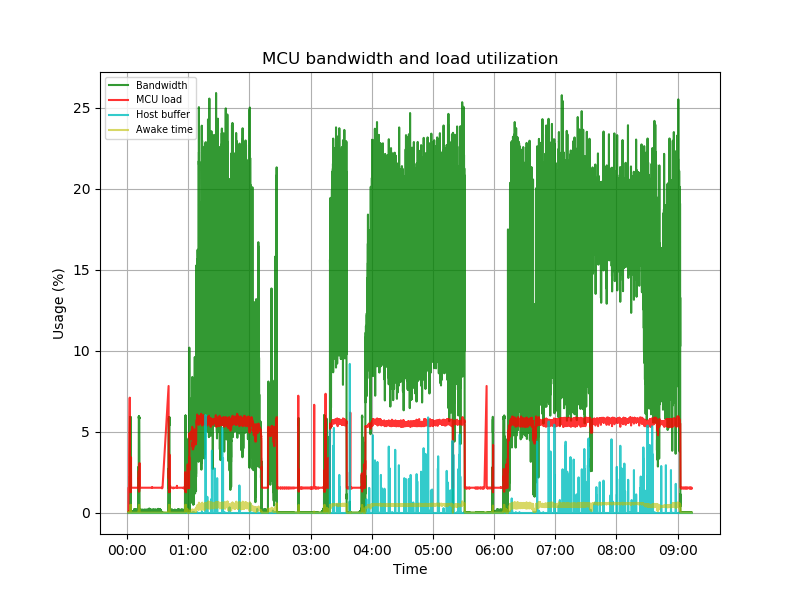 MCU bandwidth and load utilization
Bandwidth
MCU load
Host buffer
Awake time
25
20
15
10
5
0
Usage (%)
00:00 01:00 02:00 03:00 04:00 05:00 06:00 07:00 08:00 09:00
Time